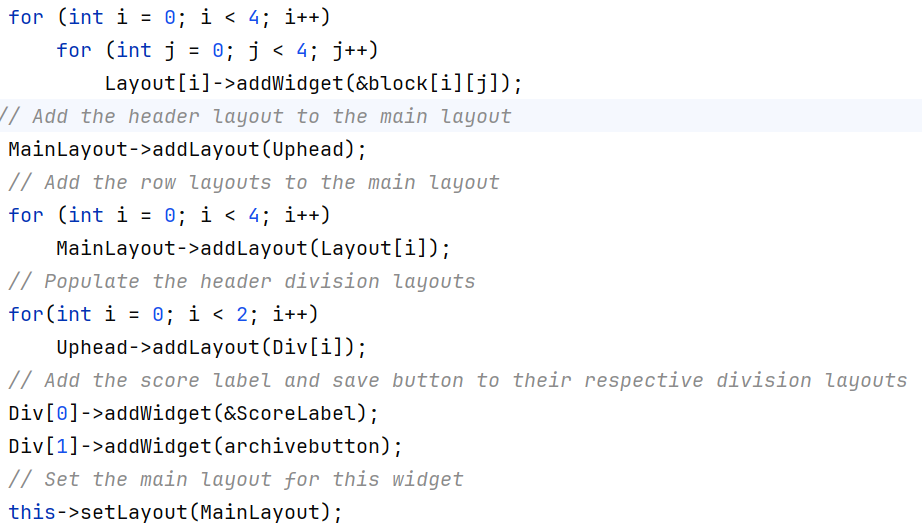 for (int i = 0; i < 4; i++)
    for (int j = 0; j < 4; j++)
        Layout[i]->addWidget(&block[i][j]);
// Add the header layout to the main layout
MainLayout->addLayout(Uphead);
// Add the row layouts to the main layout
for (int i = 0; i < 4; i++)
    MainLayout->addLayout(Layout[i]);
// Populate the header division layouts
for(int i = 0; i < 2; i++)
    Uphead->addLayout(Div[i]);
// Add the score label and save button to their respective division layouts
Div[0]->addWidget(&ScoreLabel);
Div[1]->addWidget(archivebutton);
// Set the main layout for this widget
this->setLayout(MainLayout);